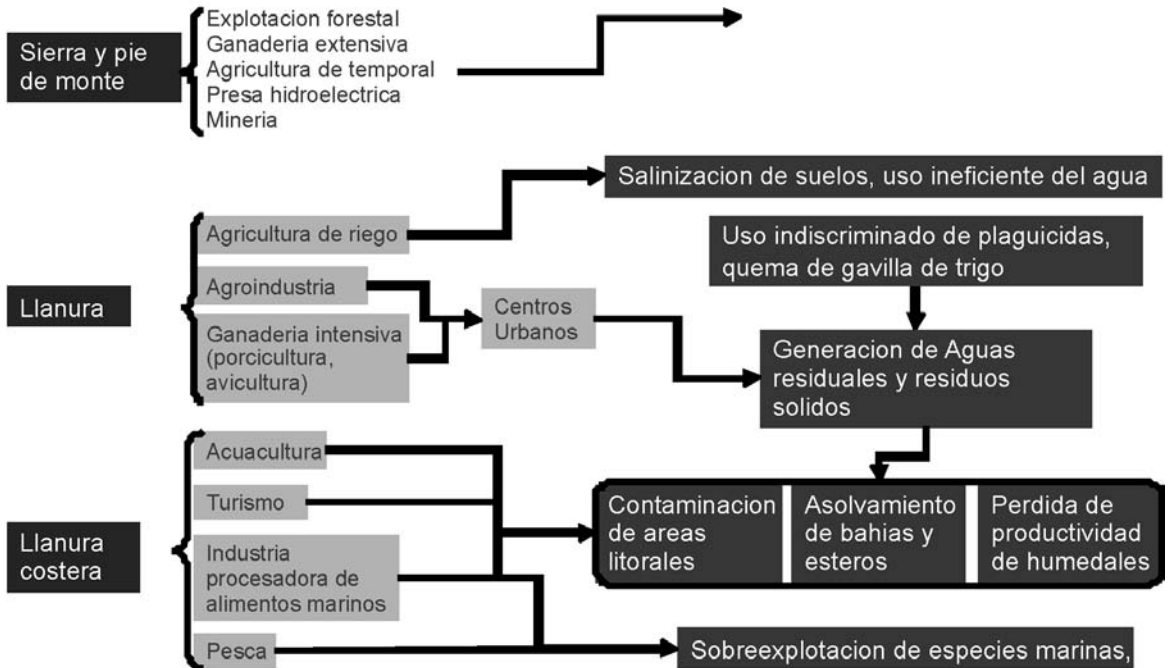 Sierra y pie
de monte
Explotacion forestal
Ganaderia extensiva
Agricultura de temporal
Presa hidroelectrica
Mineria
Salinizacion de suelos, uso ineficiente del agua
Llanura
Agricultura de riego
Agroindustria
Ganaderia intensiva
(porcicultura,
avicultura)
Centros
Urbanos
Uso indiscriminado de plaguicidas,
quema de gavilla de trigo
Generacion de Aguas
residuales y residuos
solidos
Llanura
costera
Acuacultura
Turismo
Industria
procesadora de
alimentos marinos
Pesca
Contaminacion
de areas
litorales
Asolvamiento
de bahias y
esteros
Perdida de
productividad
de humedales
Sobreexplotacion de especies marinas,